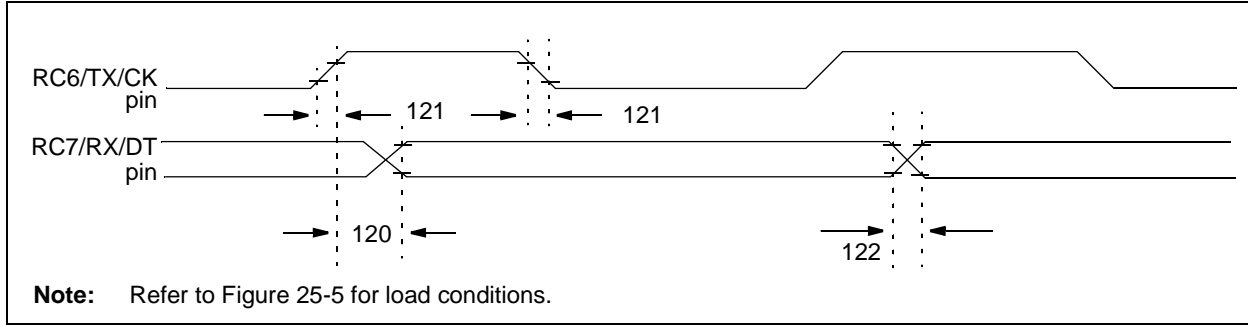 RC6/TX/CK
pin
121
121
RC7/RX/DT
pin
120
122
Note: Refer to Figure 25-5 for load conditions.